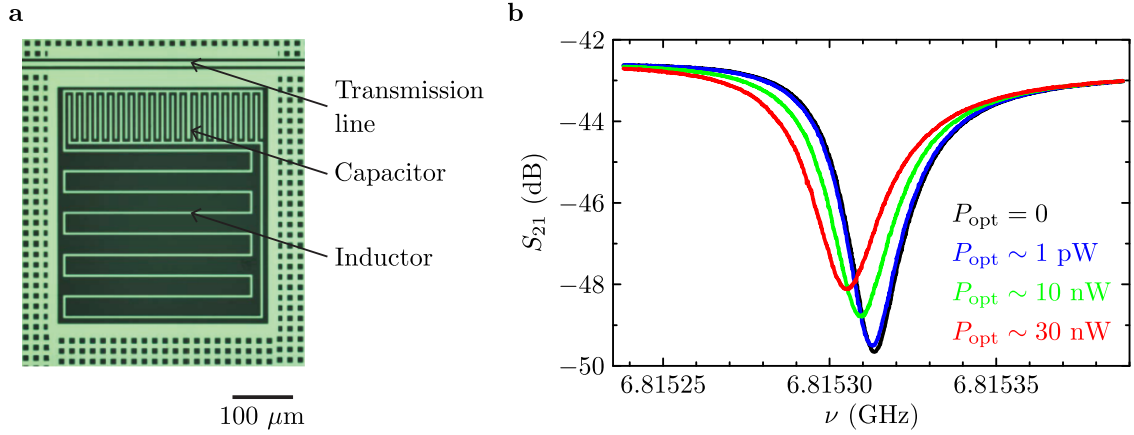 a
Transmission
line
Capacitor
Inductor
100 μm
b
−42
−44
−46
−48
−50
S21 (dB)
Popt = 0
Popt ∼ 1 pW
Popt ∼ 10 nW
Popt ∼ 30 nW
6.81525
6.81530
6.81535
ν (GHz)